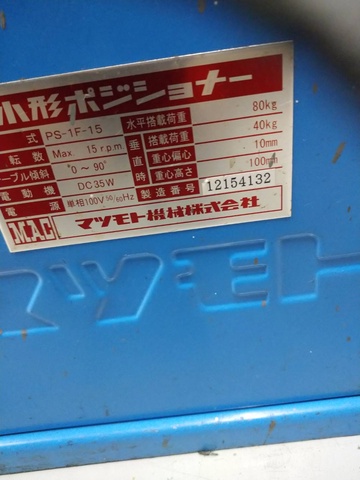 小形ポジショナー
式 PS-1F-15 水平搭載荷重 80kg
転数 Max 15 r.p.m 垂直時 搭載荷重 40kg
ーブル傾斜 °0～90° 重心偏心 10mm
電動機 DC35W 重心高さ 100mm
電源 単相100V 50/60Hz 製造番号 12154132
MAC マツモト機械株式会社
マツモト